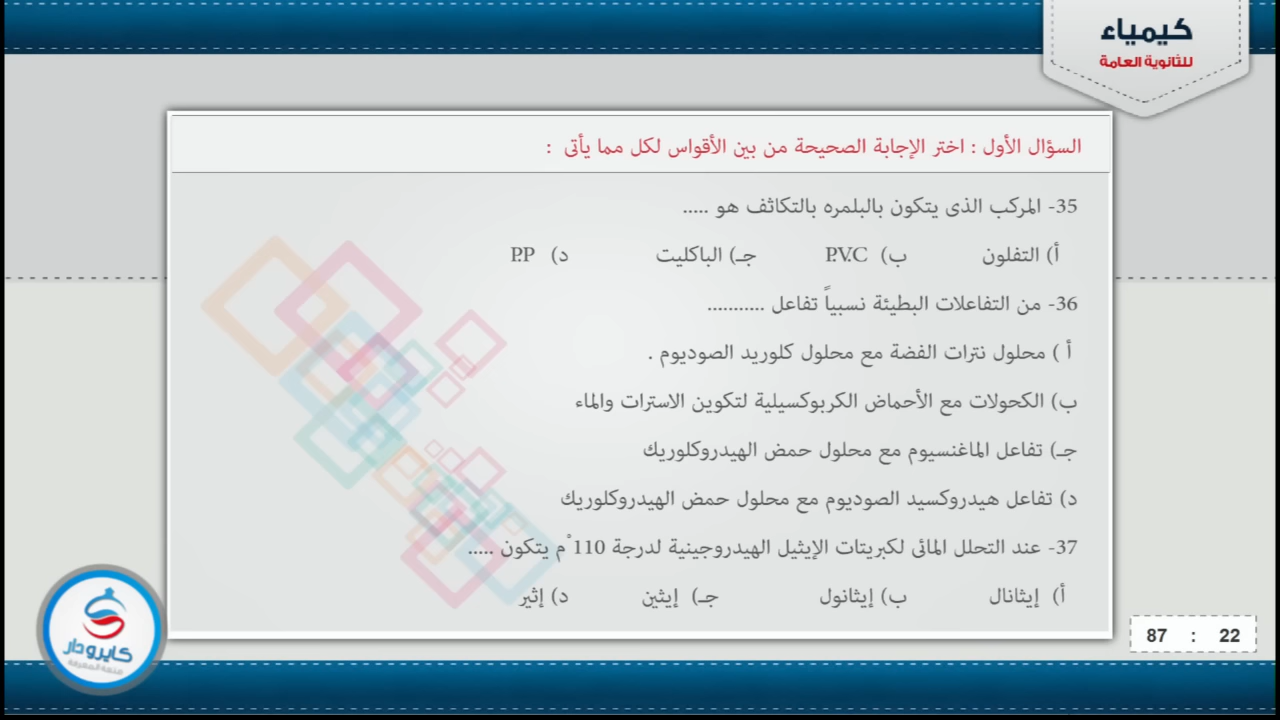 كيمياء
للثانوية العامة
السؤال الأول : اختر الإجابة الصحيحة من بين الأقواس لكل مما يأتى :
35- المركب الذى يتكون بالبلمره بالتكاثف هو .....
أ) التفلون ب) P.V.C جـ) الباكليت د) P.P
36- من التفاعلات البطيئة نسبياً تفاعل ...........
أ ) محلول نترات الفضة مع محلول كلوريد الصوديوم .
ب) الكحولات مع الأحماض الكربوكسيلية لتكوين الاسترات والماء
جـ) تفاعل الماغنسيوم مع محلول حمض الهيدروكلوريك
د) تفاعل هيدروكسيد الصوديوم مع محلول حمض الهيدروكلوريك
37- عند التحلل المائى لكبريتات الإيثيل الهيدروجينية لدرجة 110 ْم يتكون .....
أ) إيثانال ب) إيثانول جـ) إيثين د) إثير
87 : 22
كايرودار
منصة المعرفة